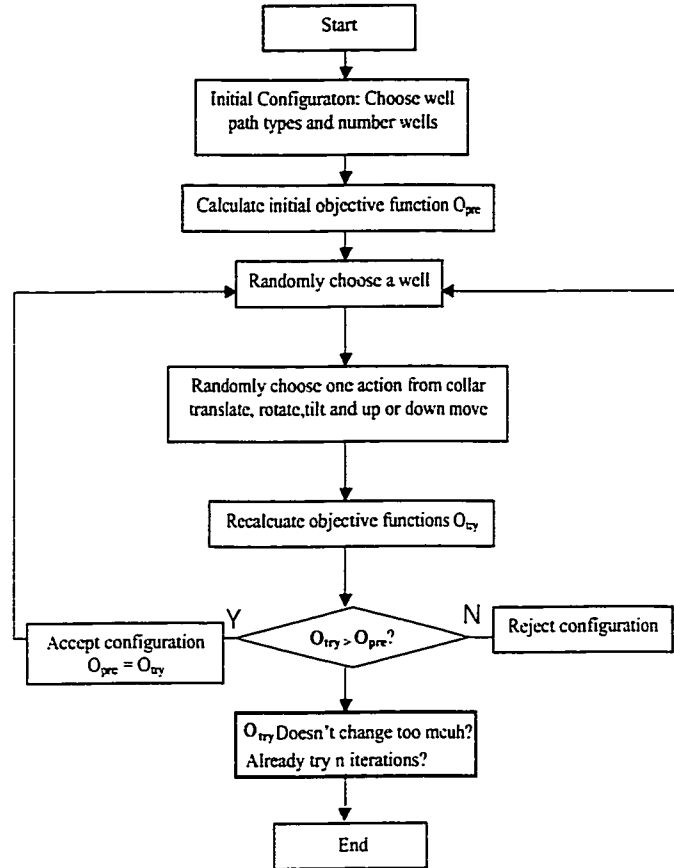 Start
Initial Configuraton: Choose well
path types and number wells
Calculate initial objective function O_pre
Randomly choose a well
Randomly choose one action from collar
translate, rotate,tilt and up or down move
Recalcuate objective functions O_try
Y
O_try > O_pre?
N
Accept configuration
O_pre = O_try
Reject configuration
O_try Doesn't change too mcuh?
Already try n iterations?
End